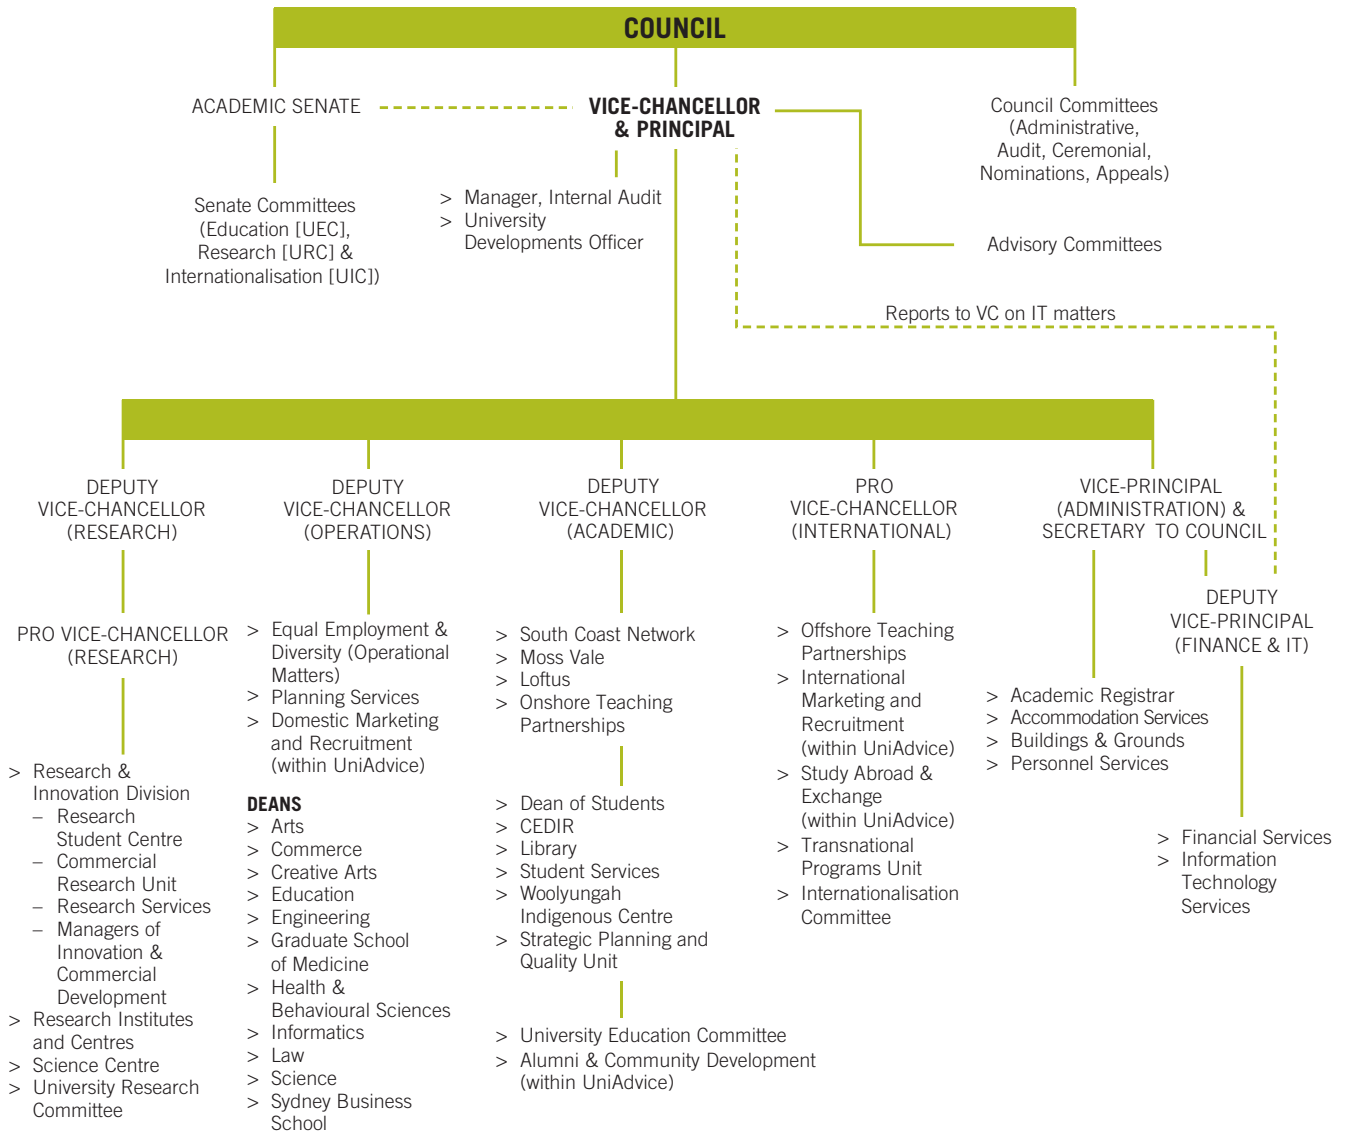 COUNCIL
ACADEMIC SENATE
VICE-CHANCELLOR
& PRINCIPAL
Council Committees
(Administrative,
Audit, Ceremonial,
Nominations, Appeals)
Senate Committees
(Education [UEC],
Research [URC] &
Internationalisation [UIC])
> Manager, Internal Audit
> University
Developments Officer
Advisory Committees
Reports to VC on IT matters
DEPUTY
VICE-CHANCELLOR
(RESEARCH)
PRO VICE-CHANCELLOR
(RESEARCH)
> Research &
Innovation Division
– Research
Student Centre
– Commercial
Research Unit
– Research Services
– Managers of
Innovation &
Commercial
Development
> Research Institutes
and Centres
> Science Centre
> University Research
Committee
DEPUTY
VICE-CHANCELLOR
(OPERATIONS)
> Equal Employment &
Diversity (Operational
Matters)
> Planning Services
> Domestic Marketing
and Recruitment
(within UniAdvice)
DEANS
> Arts
> Commerce
> Creative Arts
> Education
> Engineering
> Graduate School
of Medicine
> Health &
Behavioural Sciences
> Informatics
> Law
> Science
> Sydney Business
School
DEPUTY
VICE-CHANCELLOR
(ACADEMIC)
> South Coast Network
> Moss Vale
> Loftus
> Onshore Teaching
Partnerships
> Dean of Students
> CEDIR
> Library
> Student Services
> Woolyungah
Indigenous Centre
> Strategic Planning and
Quality Unit
> University Education Committee
> Alumni & Community Development
(within UniAdvice)
PRO
VICE-CHANCELLOR
(INTERNATIONAL)
> Offshore Teaching
Partnerships
> International
Marketing and
Recruitment
(within UniAdvice)
> Study Abroad &
Exchange
(within UniAdvice)
> Transnational
Programs Unit
> Internationalisation
Committee
VICE-PRINCIPAL
(ADMINISTRATION) &
SECRETARY TO COUNCIL
> Academic Registrar
> Accommodation Services
> Buildings & Grounds
> Personnel Services
DEPUTY
VICE-PRINCIPAL
(FINANCE & IT)
> Financial Services
> Information
Technology
Services